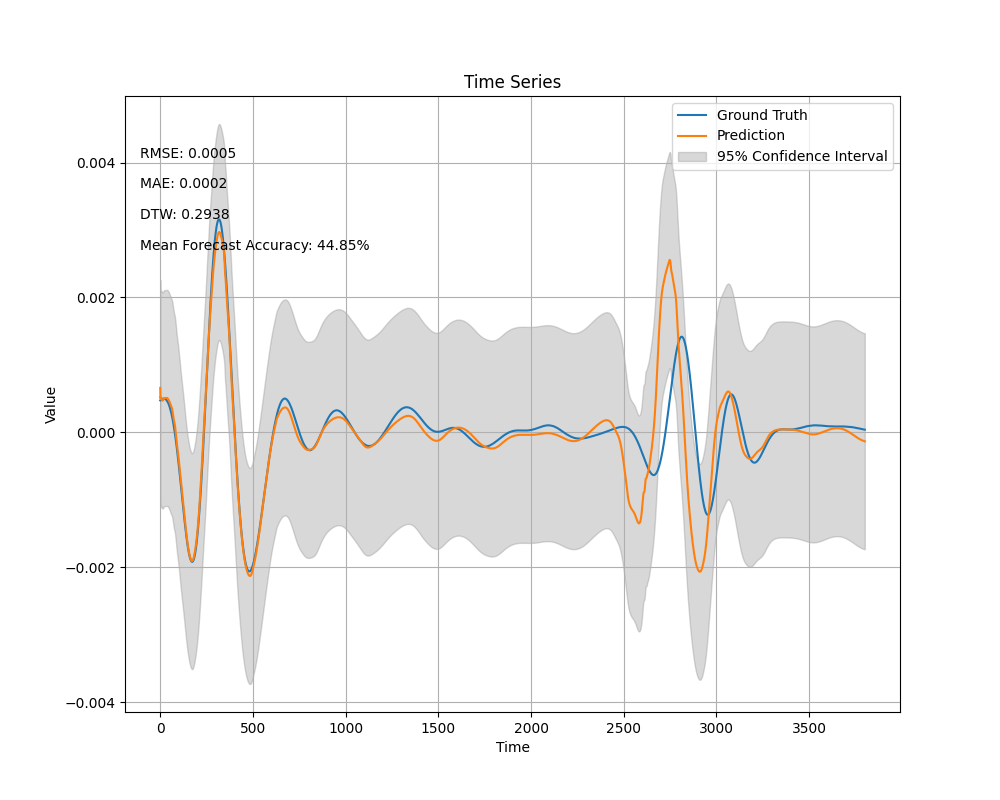 Time Series
Ground Truth
Prediction
95% Confidence Interval
RMSE: 0.0005
MAE: 0.0002
DTW: 0.2938
Mean Forecast Accuracy: 44.85%
0.004
0.002
0.000
−0.002
−0.004
Value
0 500 1000 1500 2000 2500 3000 3500
Time